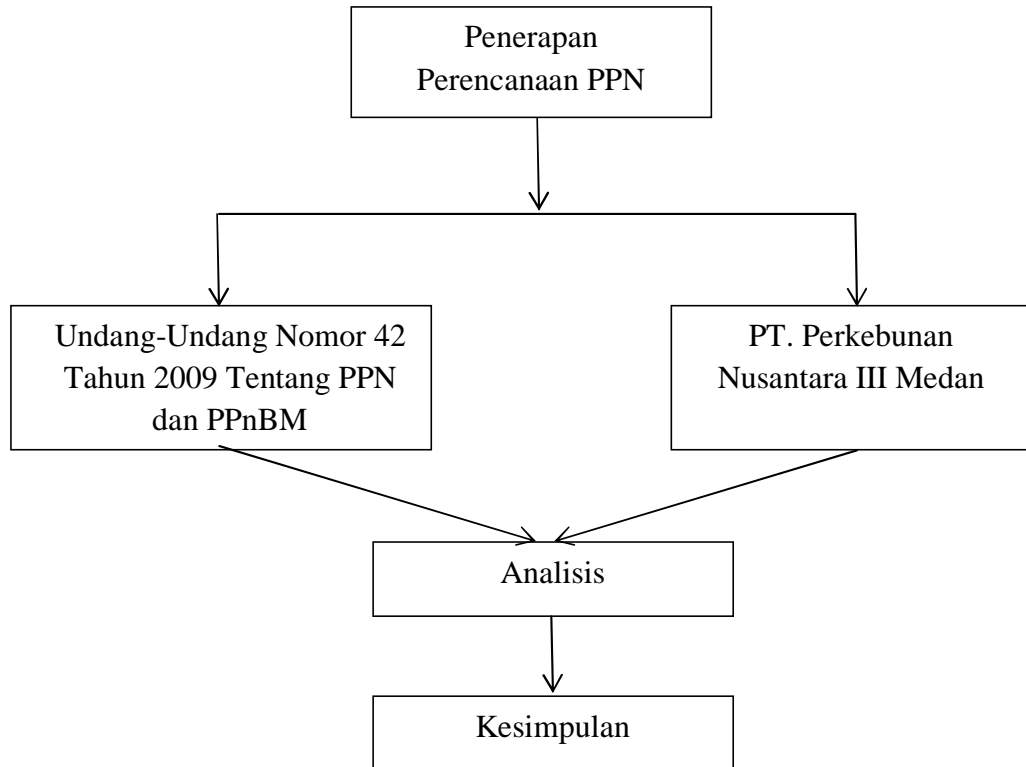 Penerapan
Perencanaan PPN
Undang-Undang Nomor 42
Tahun 2009 Tentang PPN
dan PPnBM
PT. Perkebunan
Nusantara III Medan
Analisis
Kesimpulan